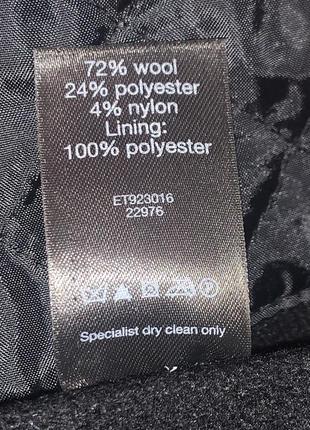 72% wool
24% polyester
4% nylon
Lining:
100% polyester
ET923016
22976
Specialist dry clean only